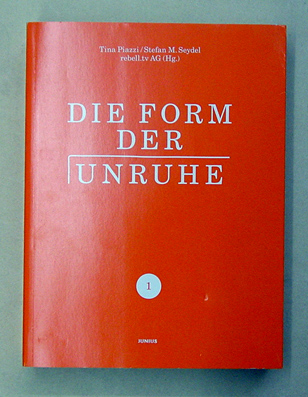 Tina Piazzi/Stefan M. Seydel
rebell.tv AG (Hg.)
DIE FORM
DER
UNRUHE
1
JUNIUS